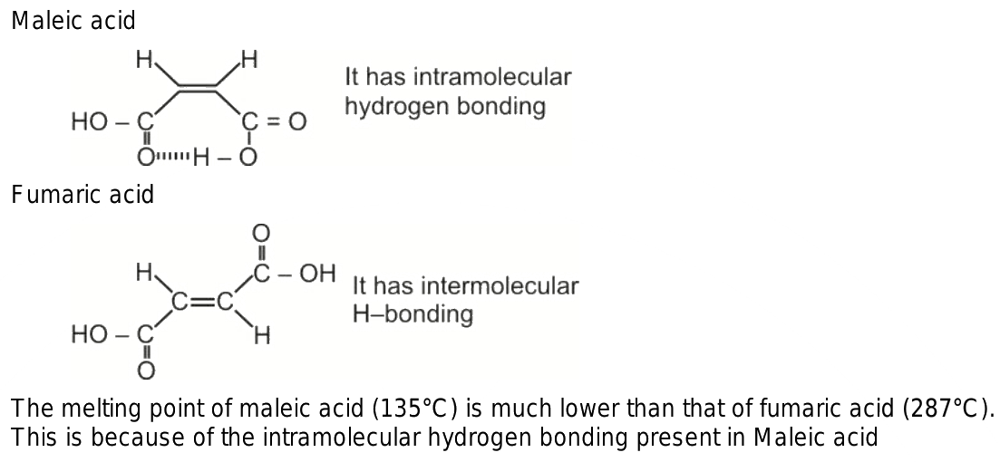 Maleic acid
H H
HO – C C = O
O H – O
It has intramolecular
hydrogen bonding
Fumaric acid
O
H C – OH
C=C
HO – C H
O
It has intermolecular
H–bonding
The melting point of maleic acid (135°C) is much lower than that of fumaric acid (287°C).
This is because of the intramolecular hydrogen bonding present in Maleic acid